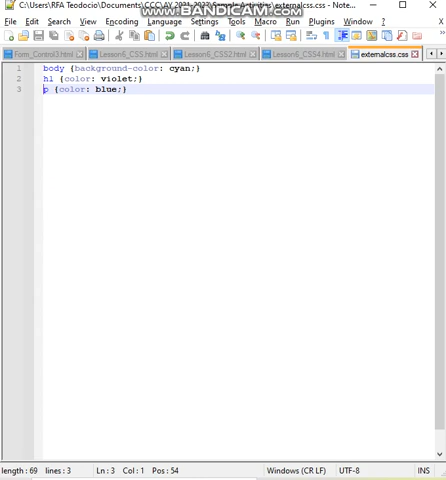 C:\Users\RFA Teodocio\Documents\CCC\AY 2021-2022\Sample Activities\externalcss.css - Note...
WWW.BANDICAM.COM
File Edit Search View Encoding Language Settings Tools Macro Run Plugins Window ?
Form_Control3.html Lesson6_CSS.html Lesson6_CSS2.html Lesson6_CSS4.html externalcss.css
1 body {background-color: cyan;}
2 h1 {color: violet;}
3 p {color: blue;}
length : 69 lines : 3 Ln : 3 Col : 1 Pos : 54 Windows (CR LF) UTF-8 INS